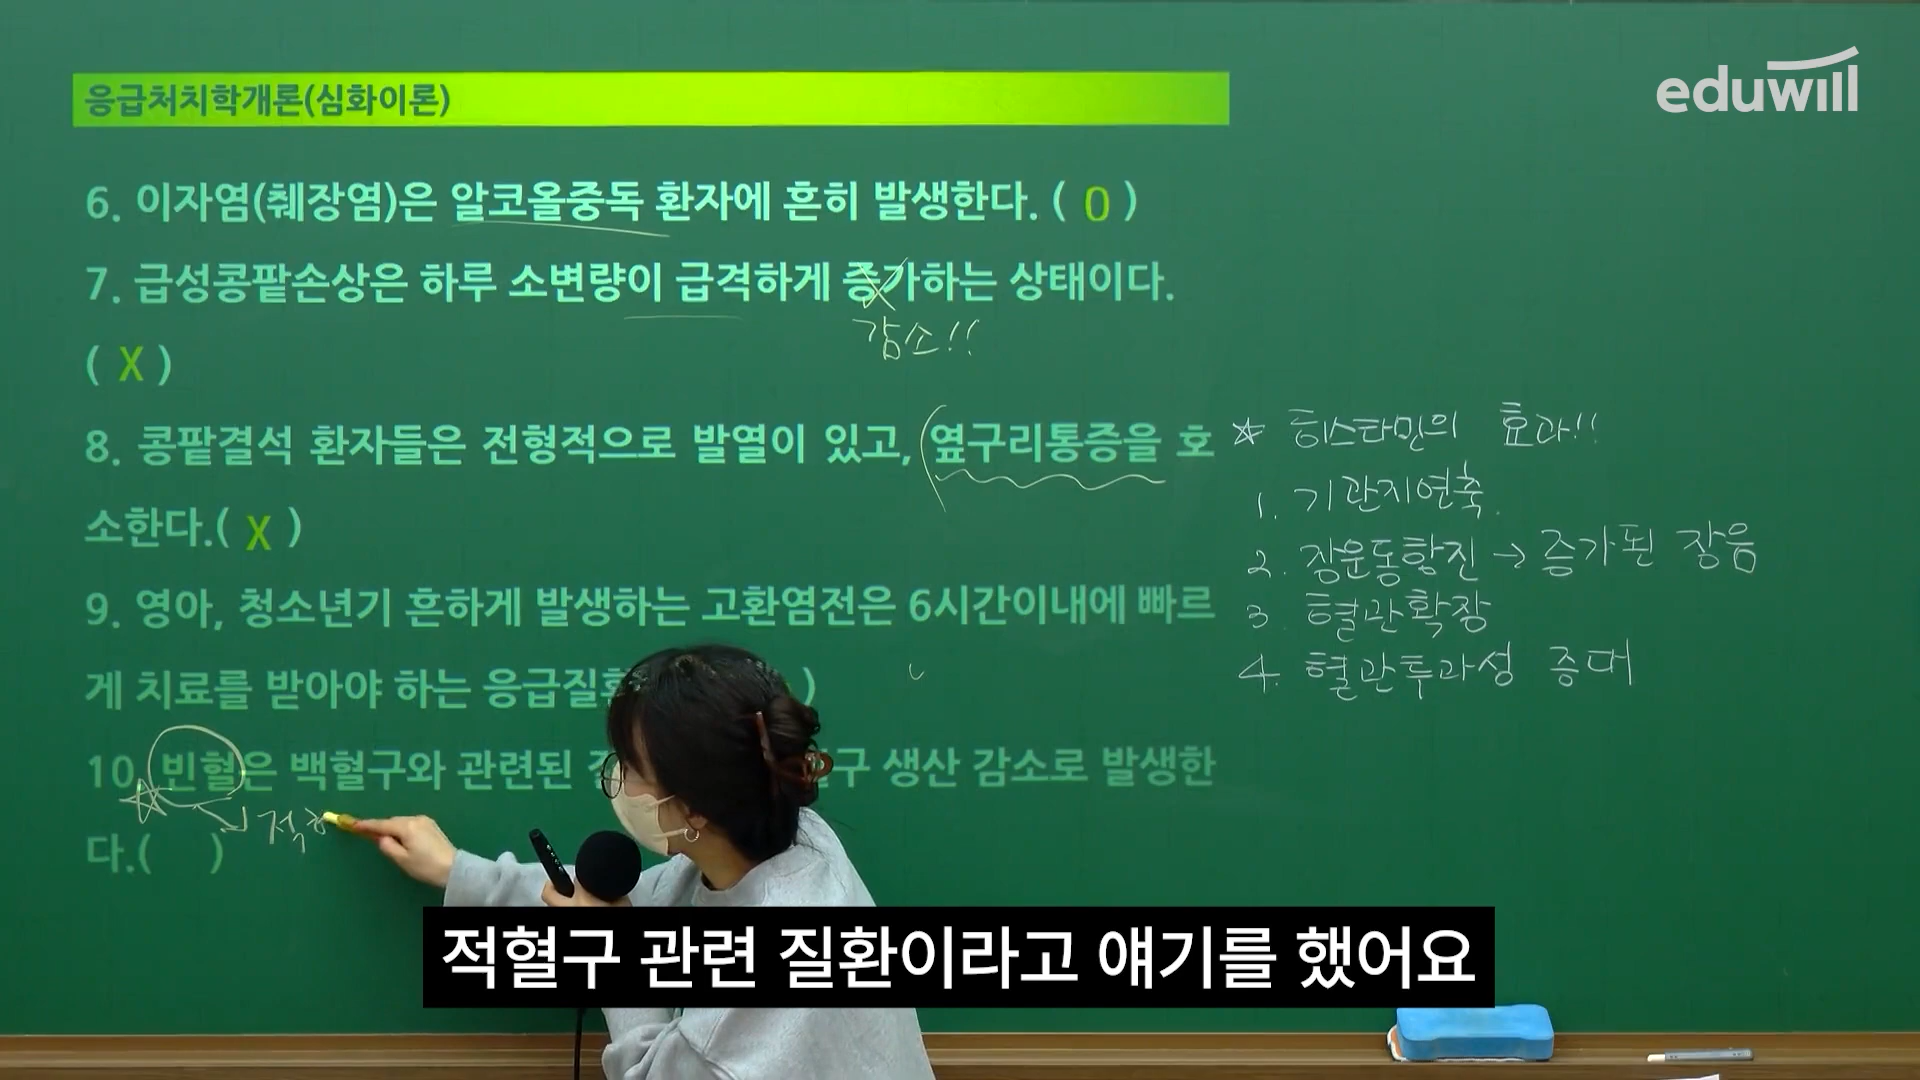 eduwill
응급처치학개론(심화이론)
6. 이자염(췌장염)은 알코올중독 환자에 흔히 발생한다. ( O )
7. 급성콩팥손상은 하루 소변량이 급격하게 증가하는 상태이다.
감소!!
( X )
8. 콩팥결석 환자들은 전형적으로 발열이 있고, 옆구리통증을 호
소한다.( X )
9. 영아, 청소년기 흔하게 발생하는 고환염전은 6시간이내에 빠르
게 치료를 받아야 하는 응급질 )
10. 빈혈은 백혈구와 관련된 구 생산 감소로 발생한
→ 적ㅎ
다.( )
☆ 히스타민의 효과!!
1. 기관지연축.
2. 장운동항진 → 증가된 장음
3. 혈관확장
4. 혈관투과성 증대
적혈구 관련 질환이라고 얘기를 했어요